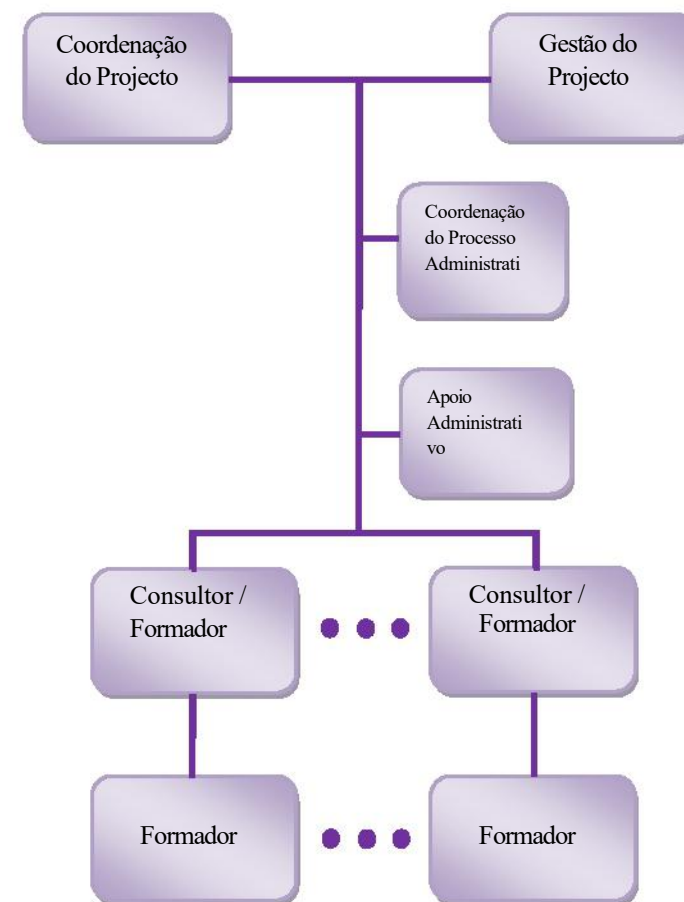 Coordenação
do Projecto
Gestão do
Projecto
Coordenação
do Processo
Administrati
Apoio
Administrati
vo
Consultor /
Formador
Consultor /
Formador
Formador
Formador